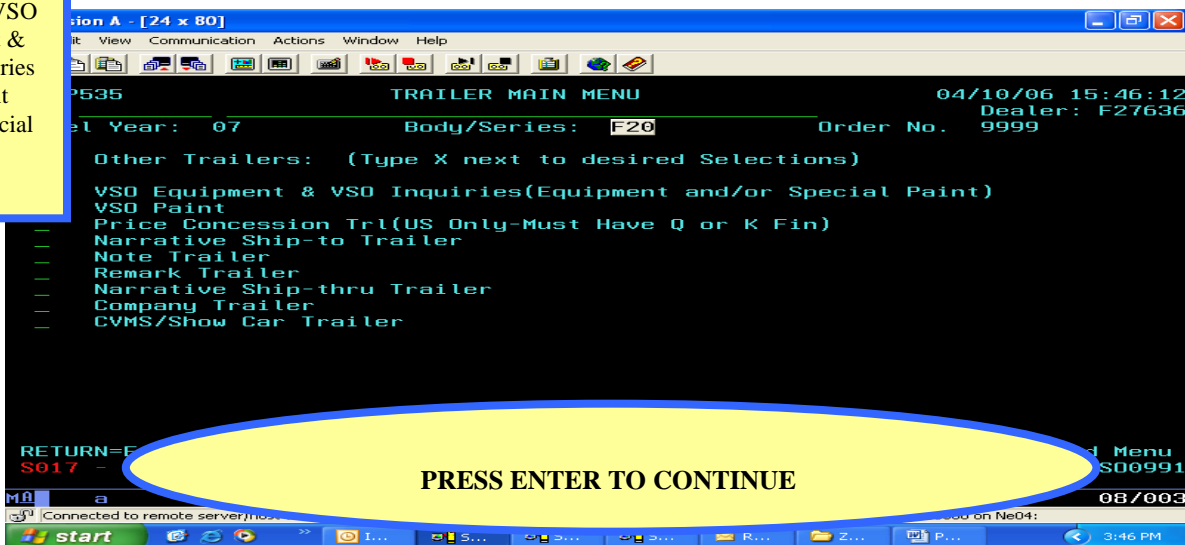 VSO
&
ries
t
cial
sion A - [24 x 80]
it View Communication Actions Window Help
P535 TRAILER MAIN MENU 04/10/06 15:46:12
Dealer: F27636
el Year: 07 Body/Series: F20 Order No. 9999
Other Trailers: (Type X next to desired Selections)
VSO Equipment & VSO Inquiries(Equipment and/or Special Paint)
VSO Paint
_ Price Concession Trl(US Only-Must Have Q or K Fin)
_ Narrative Ship-to Trailer
_ Note Trailer
_ Remark Trailer
_ Narrative Ship-thru Trailer
_ Company Trailer
_ CVMS/Show Car Trailer
RETURN=E d Menu
S017 - SO0991
PRESS ENTER TO CONTINUE
MA a 08/003
Connected to remote server/host on Ne04:
start I... S... S... S... R... Z... P... 3:46 PM